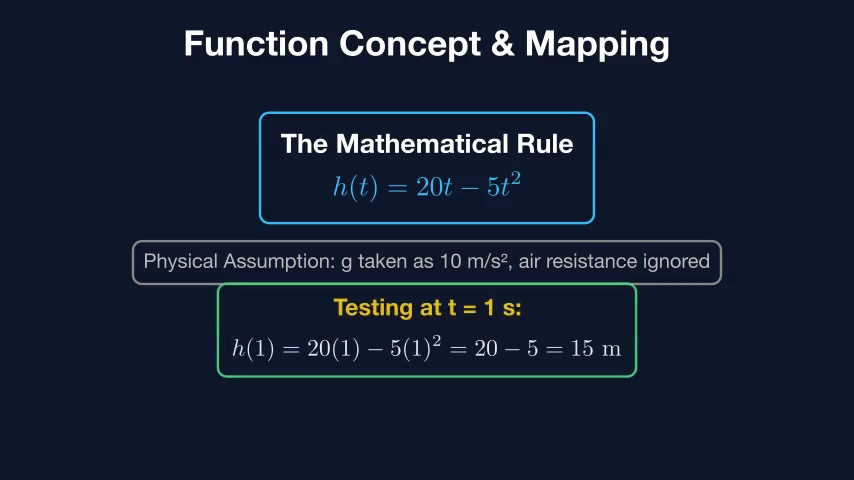 Function Concept & Mapping
The Mathematical Rule
h(t) = 20t − 5t²
Physical Assumption: g taken as 10 m/s², air resistance ignored
Testing at t = 1 s:
h(1) = 20(1) − 5(1)² = 20 − 5 = 15 m